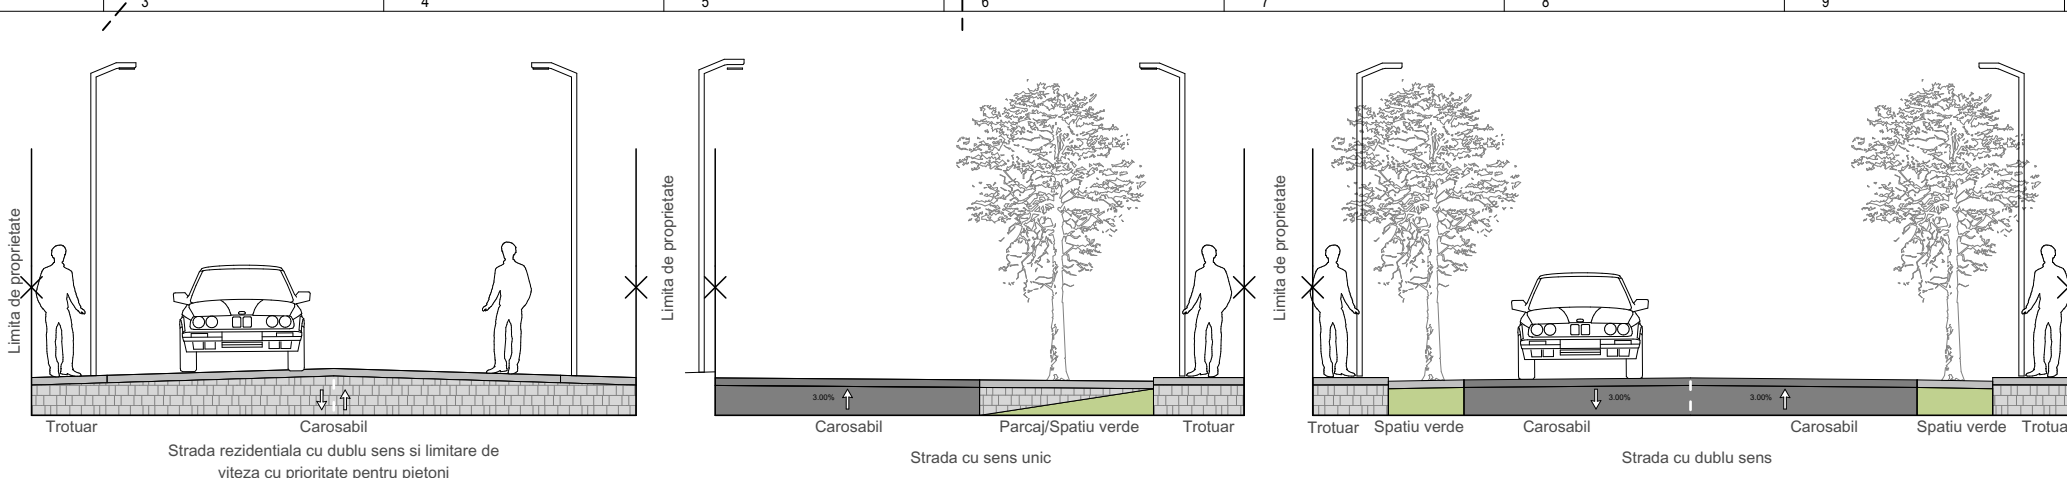 3 4 5 6 7 8 9
Limita de proprietate
Limita de proprietate
Limita de proprietate
3.00%
3.00%
3.00%
Trotuar Carosabil
Carosabil Parcaj/Spatiu verde Trotuar
Trotuar Spatiu verde Carosabil Carosabil Spatiu verde
Strada rezidentiala cu dublu sens si limitare de
viteza cu prioritate pentru pietoni
Strada cu sens unic
Strada cu dublu sens